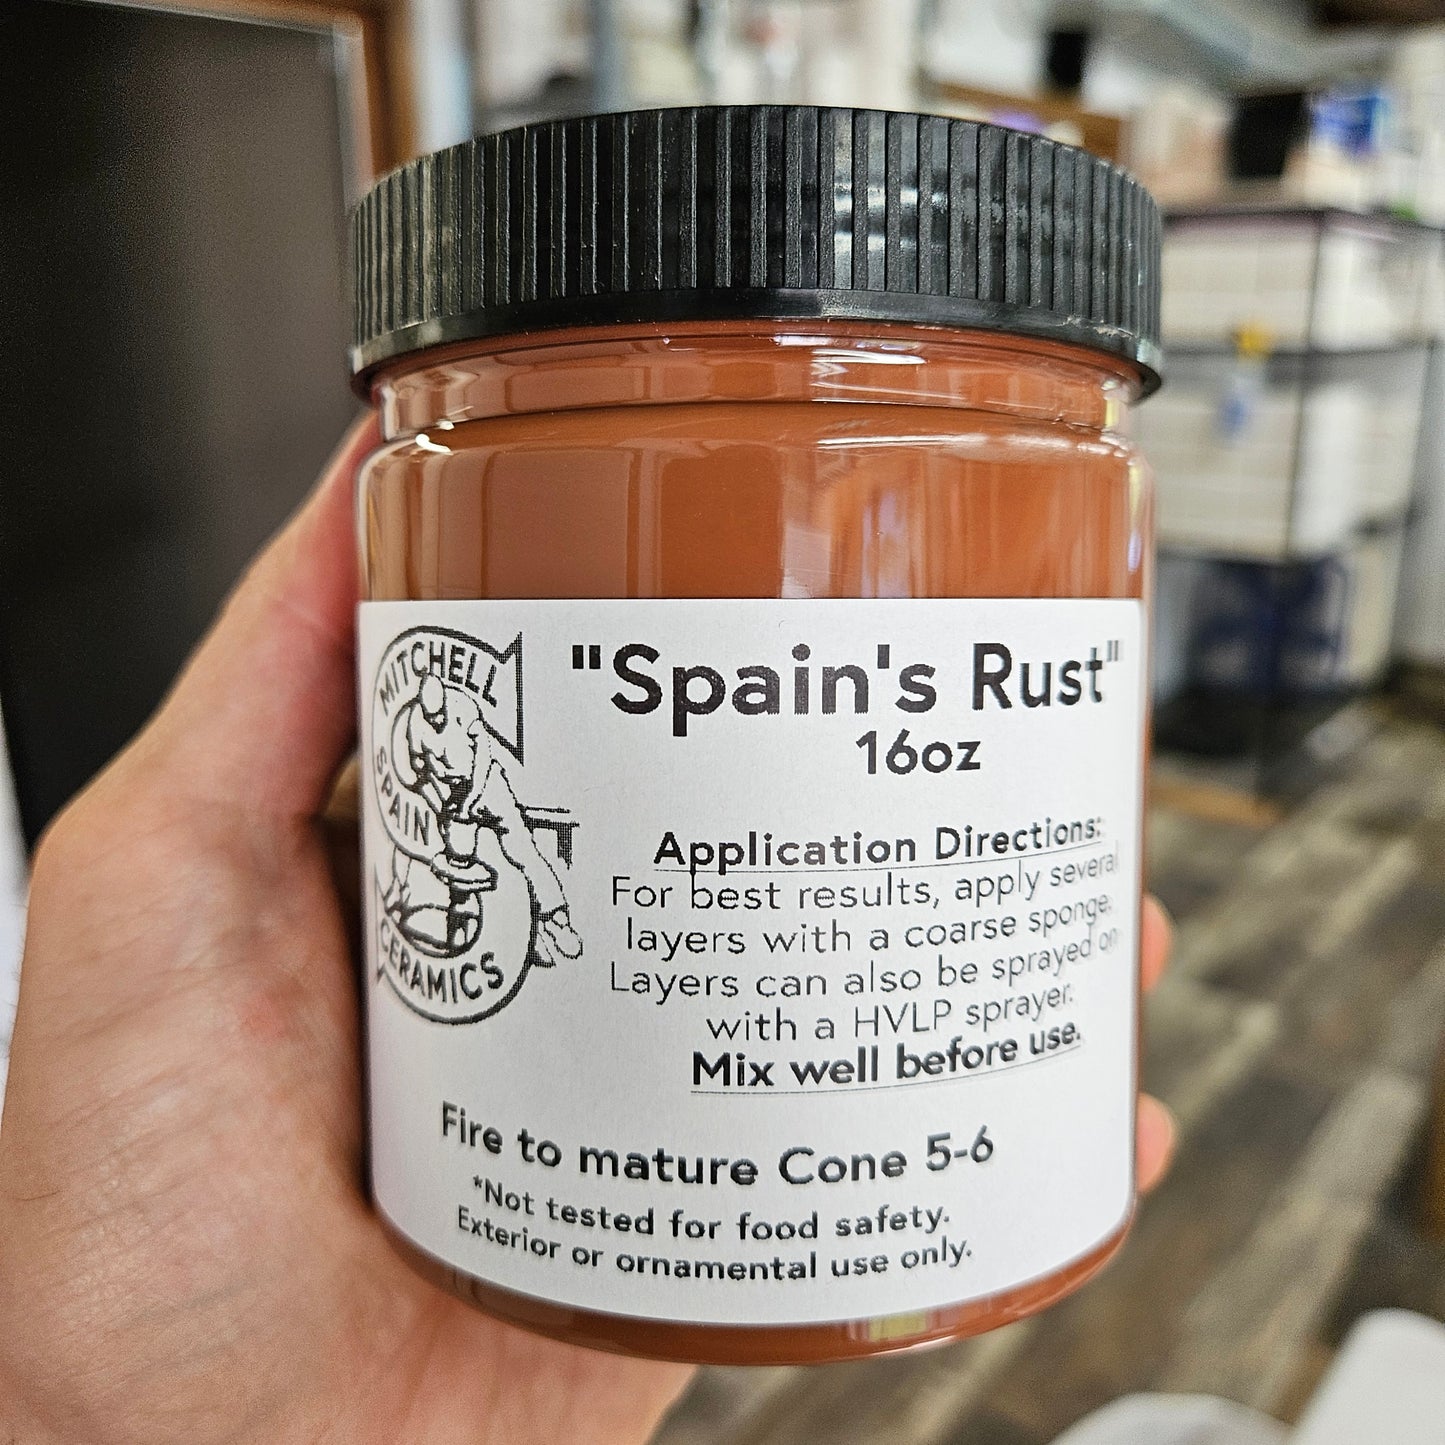 MITCHELL
SPAIN
CERAMICS
"Spain's Rust"
16oz
Application Directions:
For best results, apply several
layers with a coarse sponge.
Layers can also be sprayed on
with a HVLP sprayer.
Mix well before use.
Fire to mature Cone 5-6
*Not tested for food safety.
Exterior or ornamental use only.